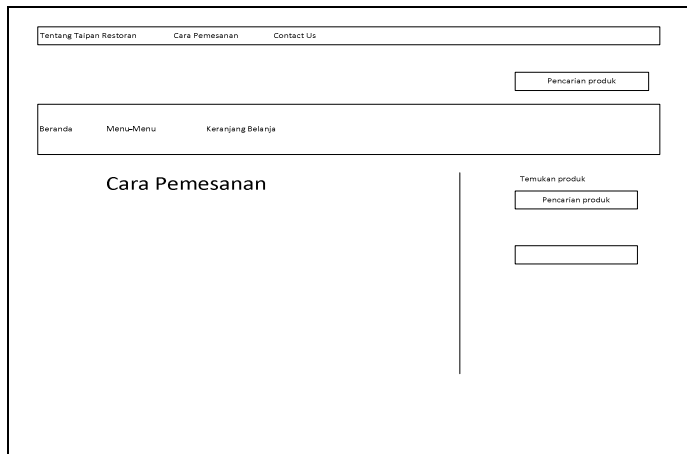 Tentang Taipan Restoran Cara Pemesanan Contact Us
Pencarian produk
Beranda Menu-Menu Keranjang Belanja
Cara Pemesanan
Temukan produk
Pencarian produk